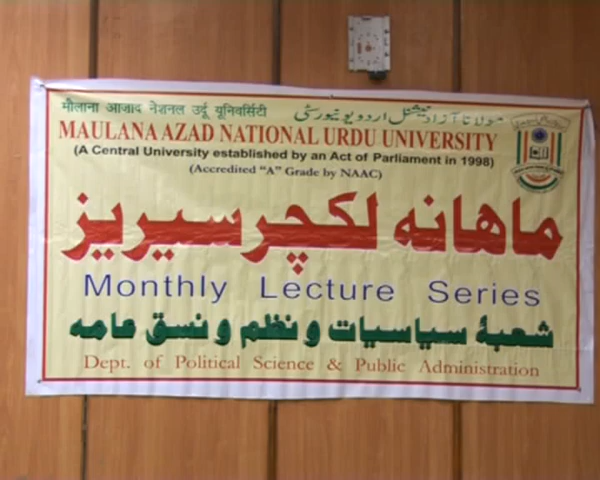 मौलाना आज़ाद नेशनल उर्दू यूनिवर्सिटी مولانا آزاد نیشنل اردو یونیورسٹی
MAULANA AZAD NATIONAL URDU UNIVERSITY
(A Central University established by an Act of Parliament in 1998)
(Accredited "A" Grade by NAAC)
ماہانہ لکچر سیریز
Monthly Lecture Series
شعبۂ سیاسیات و نظم و نسق عامہ
Dept. of Political Science & Public Administration